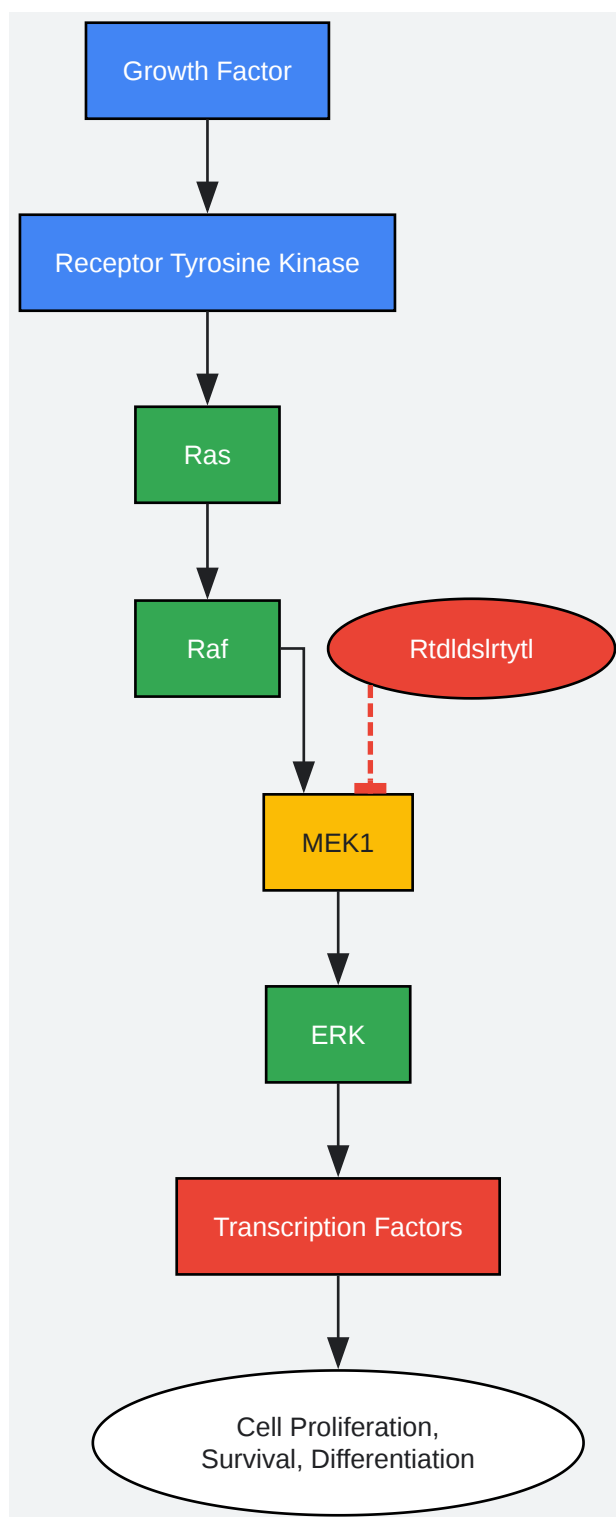 Growth Factor
Receptor Tyrosine Kinase
Ras
Raf
Rtdldslrtytl
MEK1
ERK
Transcription Factors
Cell Proliferation,
Survival, Differentiation